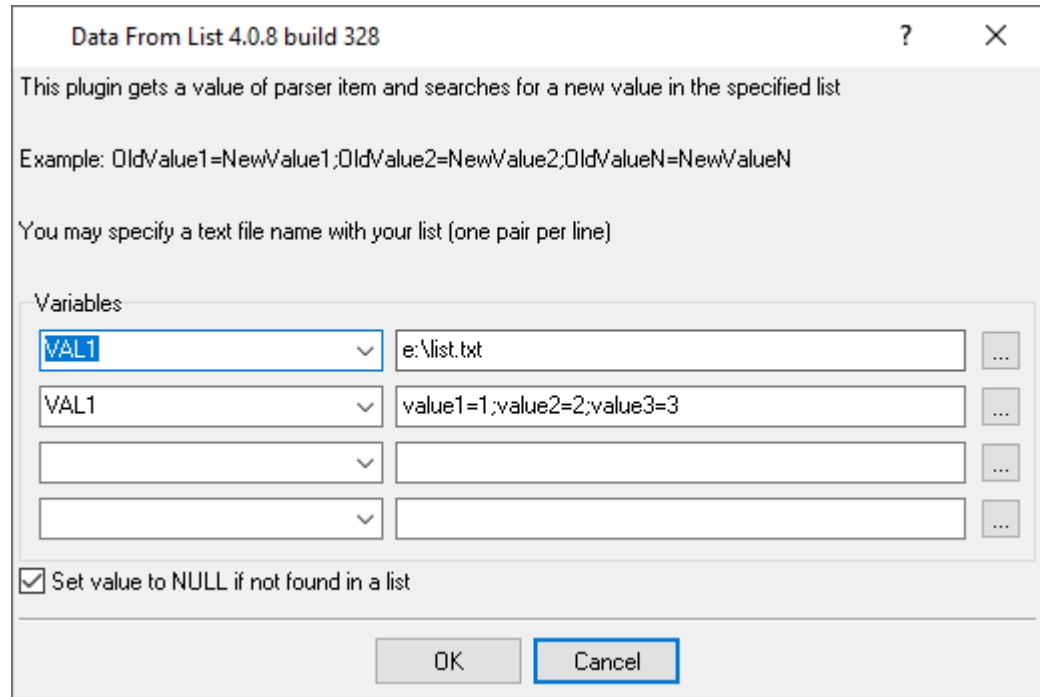 Data From List 4.0.8 build 328
?
This plugin gets a value of parser item and searches for a new value in the specified list
Example: OldValue1=NewValue1;OldValue2=NewValue2;OldValueN=NewValueN
You may specify a text file name with your list (one pair per line)
Variables
VAL1 e:\list.txt ...
VAL1 value1=1;value2=2;value3=3 ...
...
...
Set value to NULL if not found in a list
OK Cancel